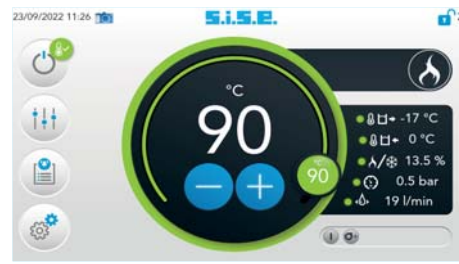 23/09/2022 11:26
s.i.s.e.
°C
90
90
-17 °C
0 °C
13.5 %
0.5 bar
19 l/min